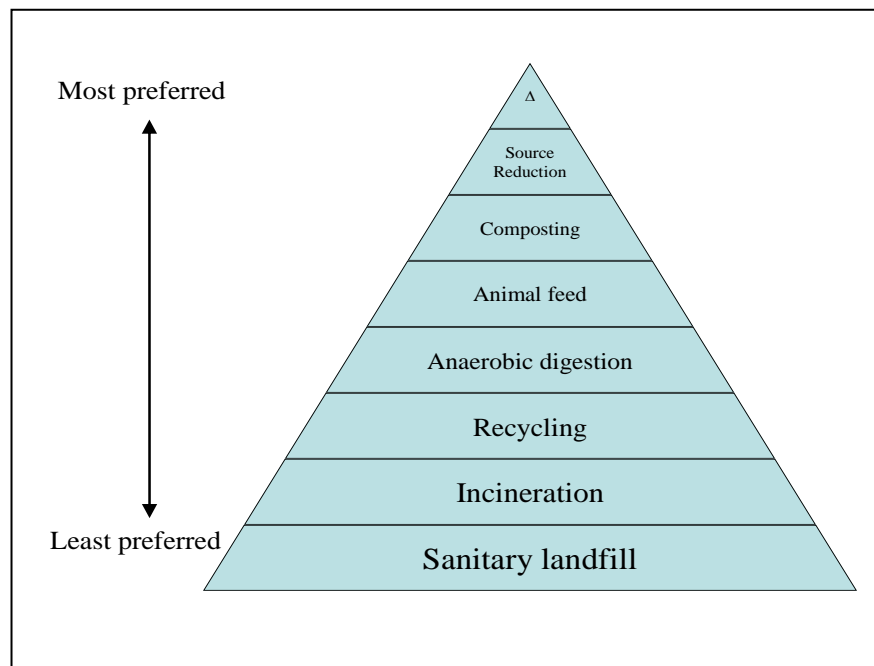 Most preferred
Δ
Source
Reduction
Composting
Animal feed
Anaerobic digestion
Recycling
Incineration
Least preferred
Sanitary landfill